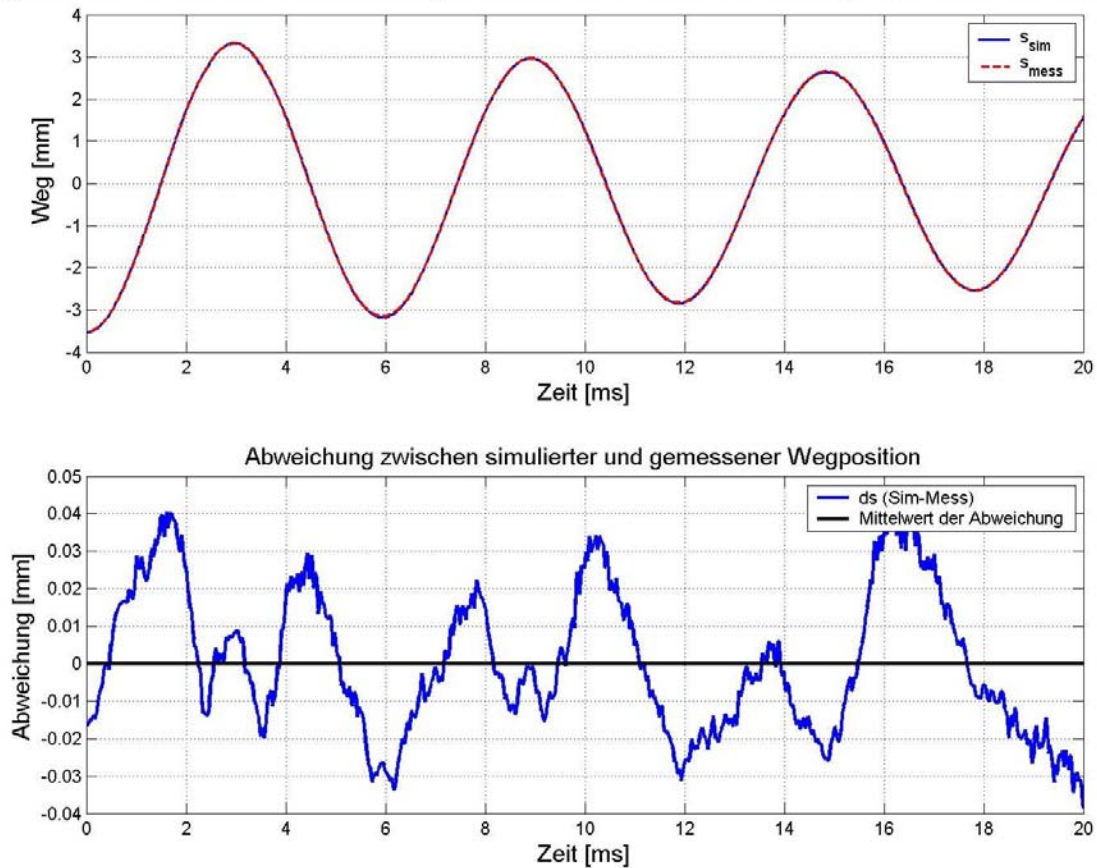 4
3
2
1
0
-1
-2
-3
-4
Weg [mm]
s_sim
s_mess
0 2 4 6 8 10 12 14 16 18 20
Zeit [ms]
Abweichung zwischen simulierter und gemessener Wegposition
0.05
0.04
0.03
0.02
0.01
0
-0.01
-0.02
-0.03
-0.04
Abweichung [mm]
ds (Sim-Mess)
Mittelwert der Abweichung
0 2 4 6 8 10 12 14 16 18 20
Zeit [ms]